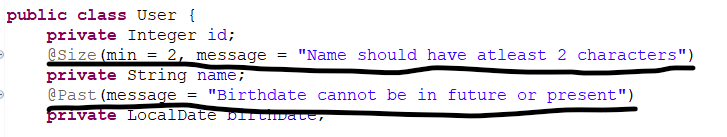 public class User {
private Integer id;
@Size(min = 2, message = "Name should have atleast 2 characters")
private String name;
@Past(message = "Birthdate cannot be in future or present")
private LocalDate birthDate;